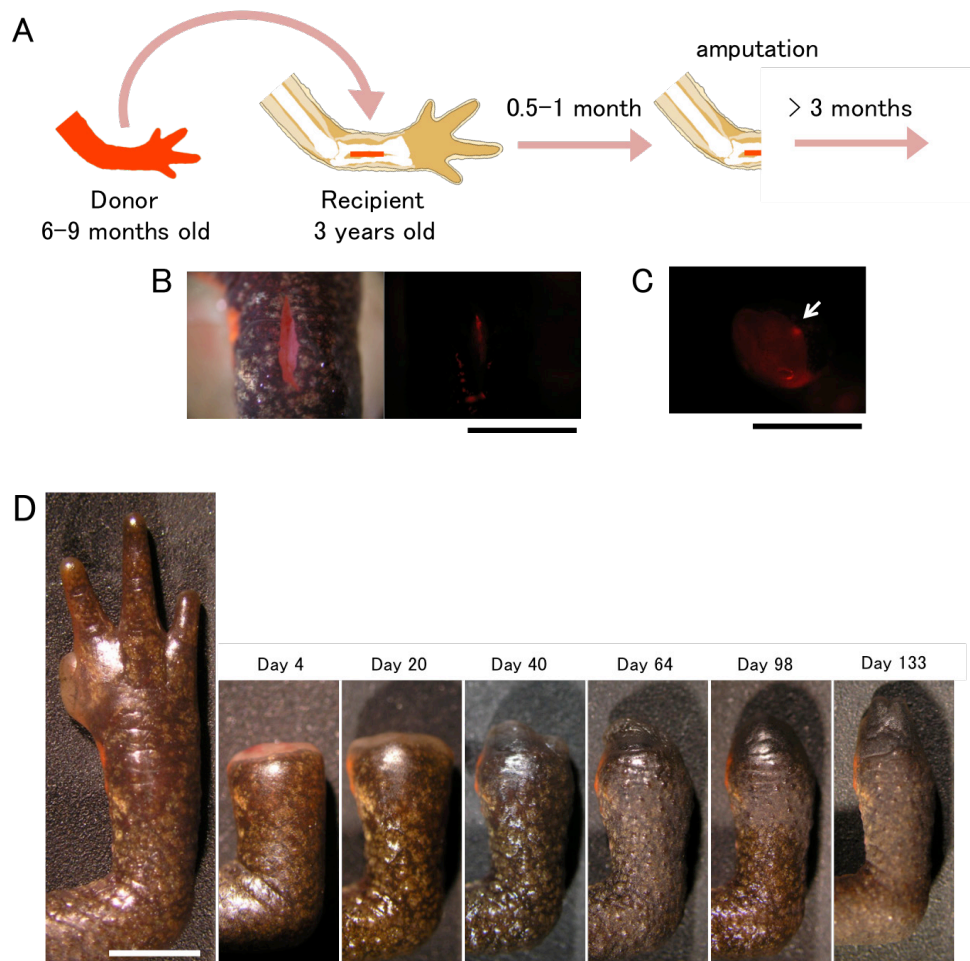 A
amputation
0.5-1 month
> 3 months
Donor
6-9 months old
Recipient
3 years old
B
C
D
Day 4
Day 20
Day 40
Day 64
Day 98
Day 133